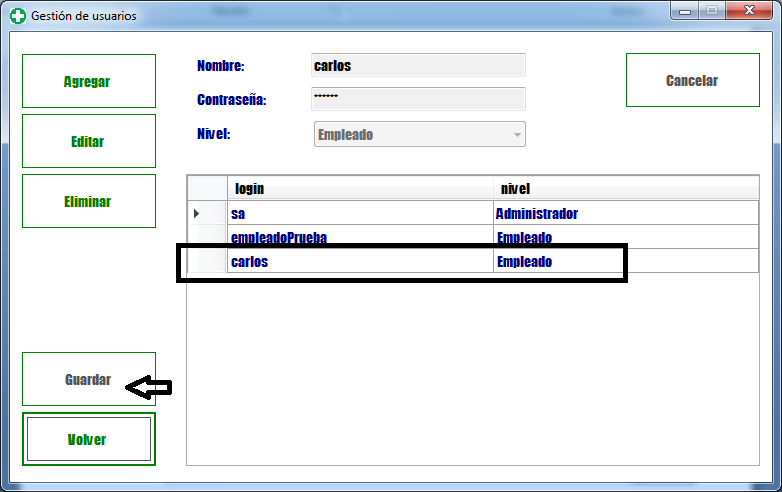 Gestión de usuarios
Agregar
Editar
Eliminar
Guardar
Volver
Nombre: carlos
Contraseña: ******
Nivel: Empleado
Cancelar
login nivel
sa Administrador
empleadoPrueba Empleado
carlos Empleado